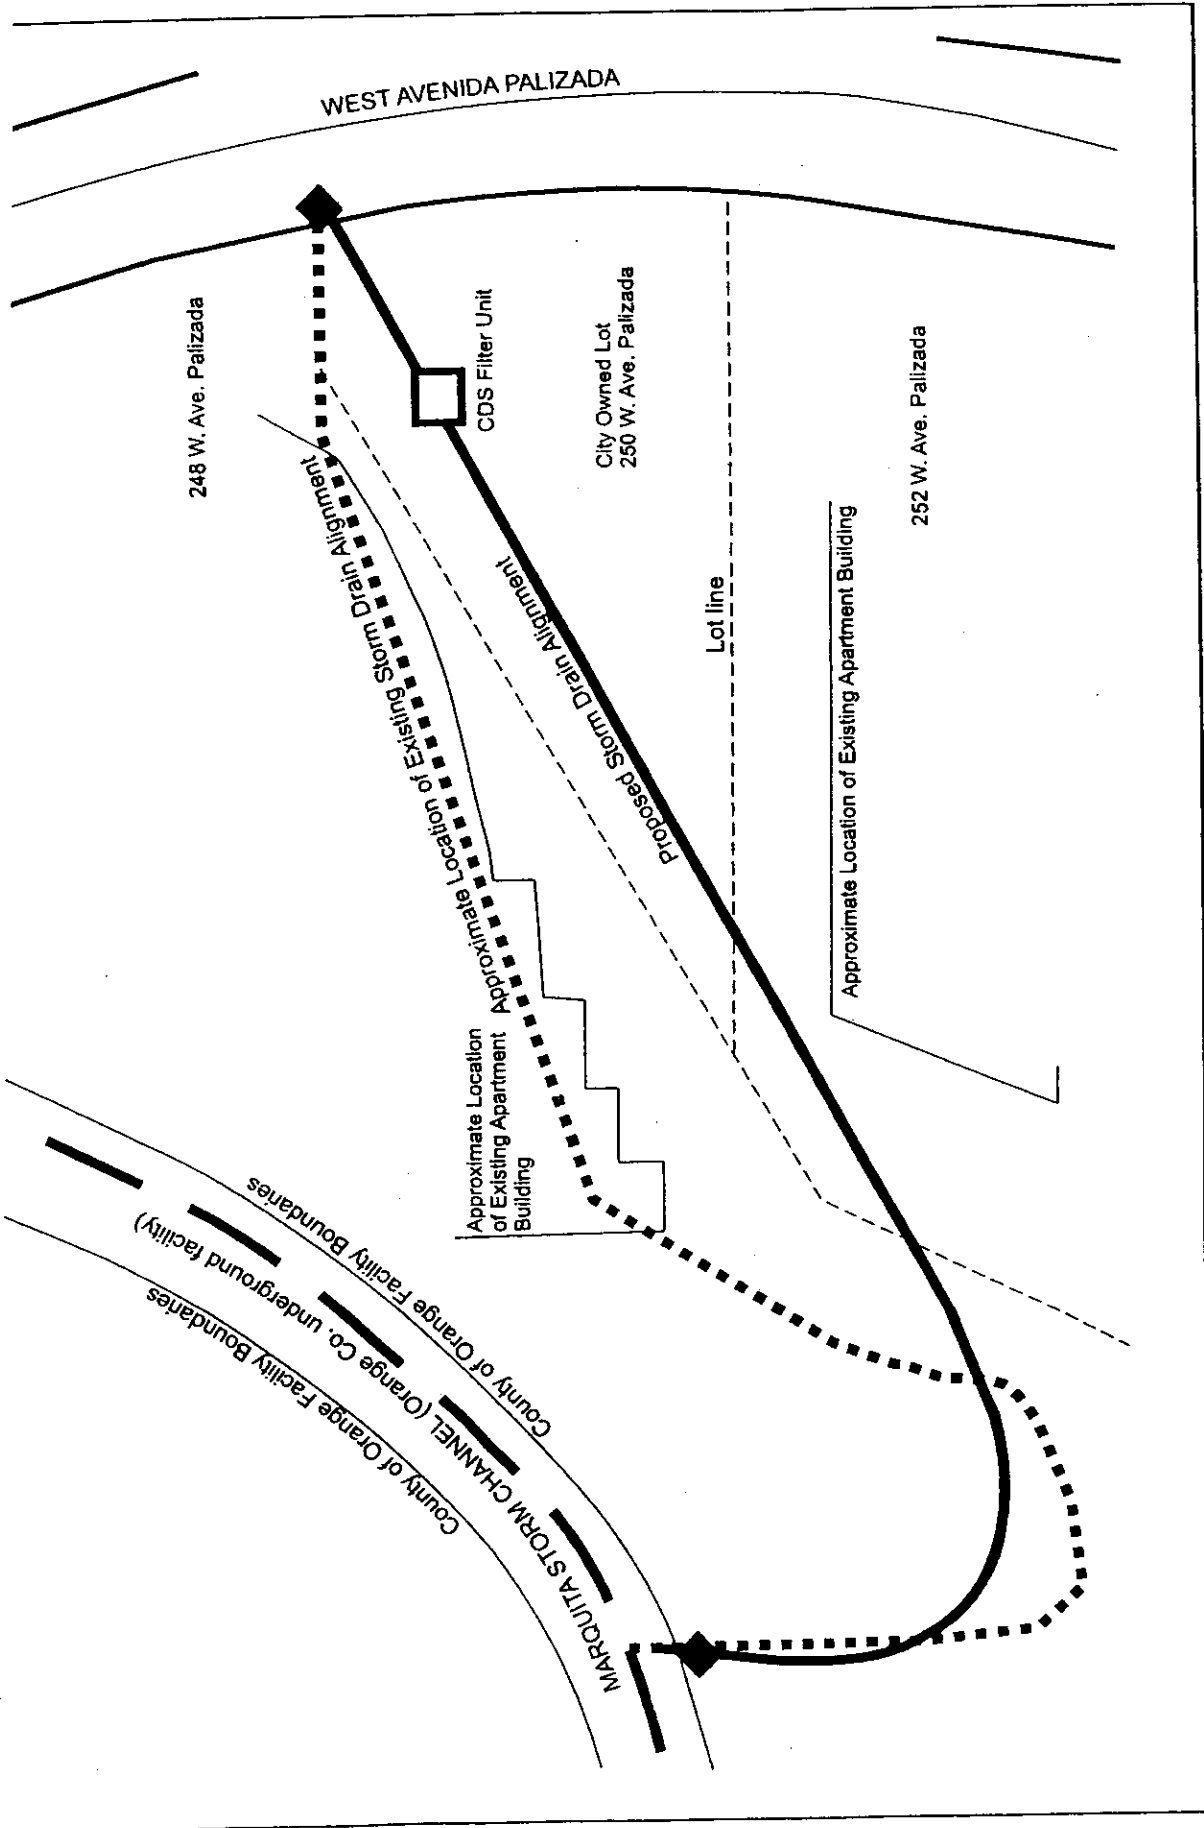 WEST AVENIDA PALIZADA
248 W. Ave. Palizada
CDS Filter Unit
City Owned Lot
250 W. Ave. Palizada
252 W. Ave. Palizada
Approximate Location of Existing Storm Drain Alignment
Proposed Storm Drain Alignment
Lot line
Approximate Location of Existing Apartment Building
Approximate Location
of Existing Apartment
Building
County of Orange Facility Boundaries
MARQUITA STORM CHANNEL (Orange Co. underground facility)
County of Orange Facility Boundaries